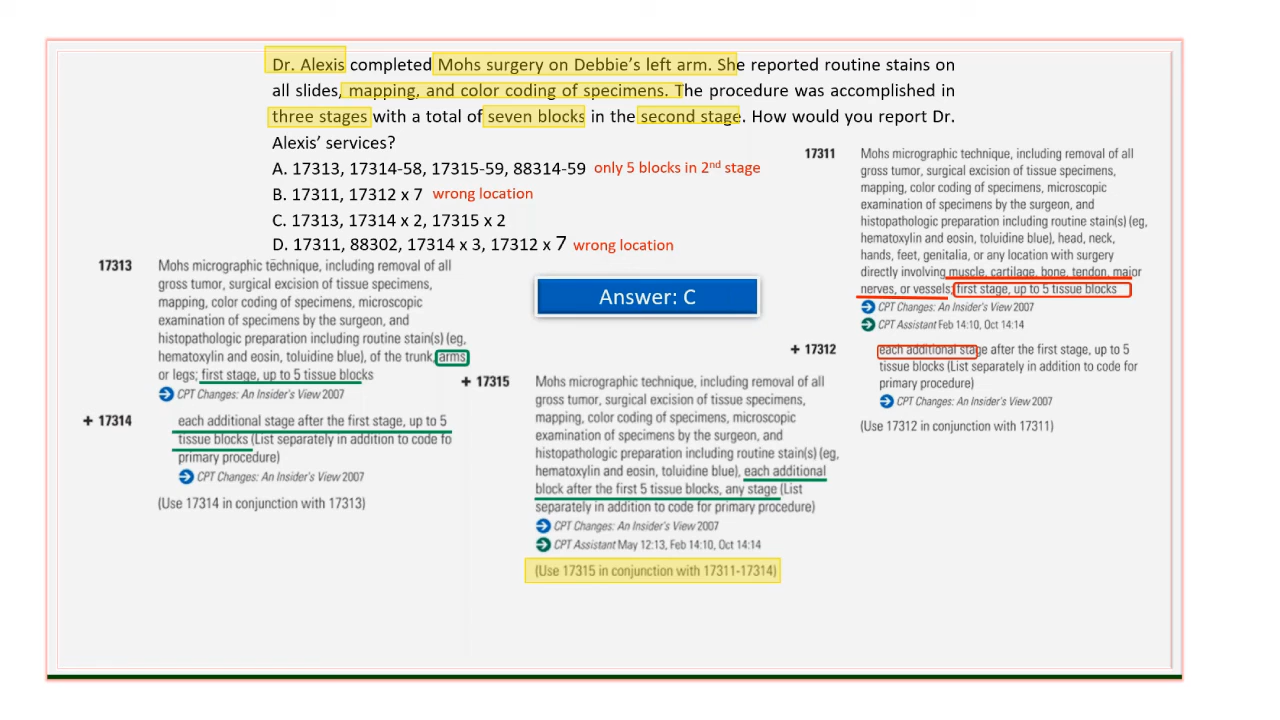 Dr. Alexis completed Mohs surgery on Debbie's left arm. She reported routine stains on
all slides, mapping, and color coding of specimens. The procedure was accomplished in
three stages with a total of seven blocks in the second stage. How would you report Dr.
Alexis' services?
A. 17313, 17314-58, 17315-59, 88314-59 only 5 blocks in 2nd stage
B. 17311, 17312 x 7 wrong location
C. 17313, 17314 x 2, 17315 x 2
D. 17311, 88302, 17314 x 3, 17312 x 7 wrong location
17313 Mohs micrographic technique, including removal of all
gross tumor, surgical excision of tissue specimens,
mapping, color coding of specimens, microscopic
examination of specimens by the surgeon, and
histopathologic preparation including routine stain(s) (eg,
hematoxylin and eosin, toluidine blue), of the trunk, arms
or legs; first stage, up to 5 tissue blocks
CPT Changes: An Insider's View 2007
+ 17314 each additional stage after the first stage, up to 5
tissue blocks (List separately in addition to code fo
primary procedure)
CPT Changes: An Insider's View 2007
(Use 17314 in conjunction with 17313)
Answer: C
+ 17315 Mohs micrographic technique, including removal of all
gross tumor, surgical excision of tissue specimens,
mapping, color coding of specimens, microscopic
examination of specimens by the surgeon, and
histopathologic preparation including routine stain(s) (eg,
hematoxylin and eosin, toluidine blue), each additional
block after the first 5 tissue blocks, any stage (List
separately in addition to code for primary procedure)
CPT Changes: An Insider's View 2007
CPT Assistant May 12:13, Feb 14:10, Oct 14:14
(Use 17315 in conjunction with 17311-17314)
17311 Mohs micrographic technique, including removal of all
gross tumor, surgical excision of tissue specimens,
mapping, color coding of specimens, microscopic
examination of specimens by the surgeon, and
histopathologic preparation including routine stain(s) (eg,
hematoxylin and eosin, toluidine blue), head, neck,
hands, feet, genitalia, or any location with surgery
directly involving muscle, cartilage, bone, tendon, major
nerves, or vessels; first stage, up to 5 tissue blocks
CPT Changes: An Insider's View 2007
CPT Assistant Feb 14:10, Oct 14:14
+ 17312 each additional stage after the first stage, up to 5
tissue blocks (List separately in addition to code for
primary procedure)
CPT Changes: An Insider's View 2007
(Use 17312 in conjunction with 17311)